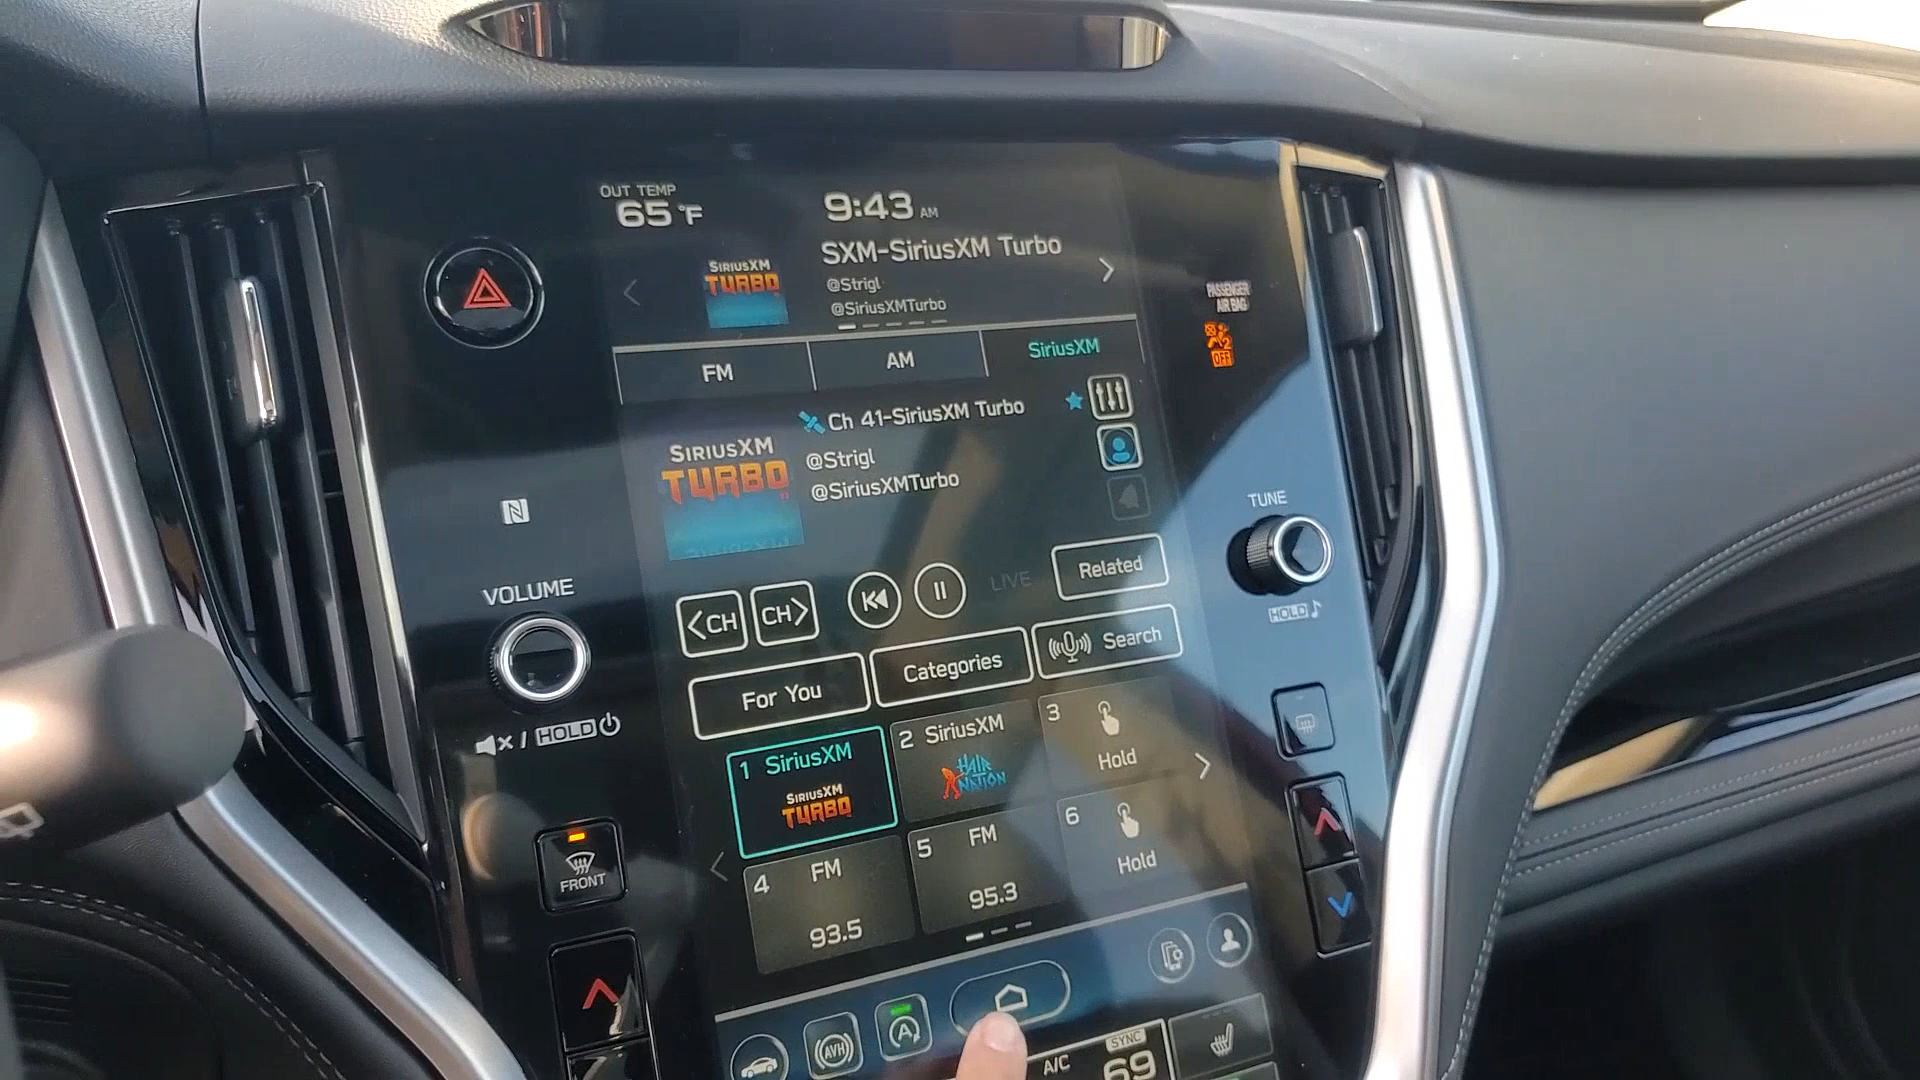 OUT TEMP
65 °F
9:43 AM
SXM-SiriusXM Turbo
@Strigl
@SiriusXMTurbo
SIRIUSXM
TURBO
PASSENGER
AIR BAG
2
OFF
FM
AM
SiriusXM
Ch 41-SiriusXM Turbo
@Strigl
@SiriusXMTurbo
SIRIUSXM
TURBO
VOLUME
/ HOLD
TUNE
HOLD
<CH
CH>
LIVE
Related
For You
Categories
Search
1 SiriusXM
SIRIUSXM
TURBO
2 SiriusXM
HAIR
NATION
3
Hold
4 FM
93.5
5 FM
95.3
6
Hold
FRONT
AVH
A
A/C
SYNC
69